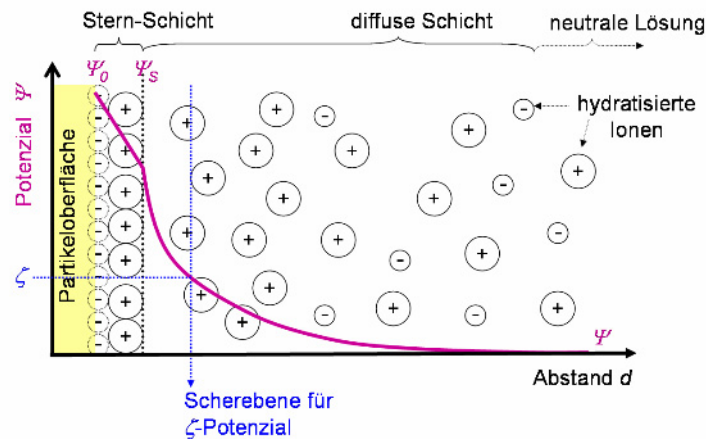 Stern-Schicht
diffuse Schicht
neutrale Lösung
Ψ₀
Ψₛ
Potenzial Ψ
Partikeloberfläche
hydratisierte
Ionen
ζ
Ψ
Abstand d
Scherebene für
ζ-Potenzial